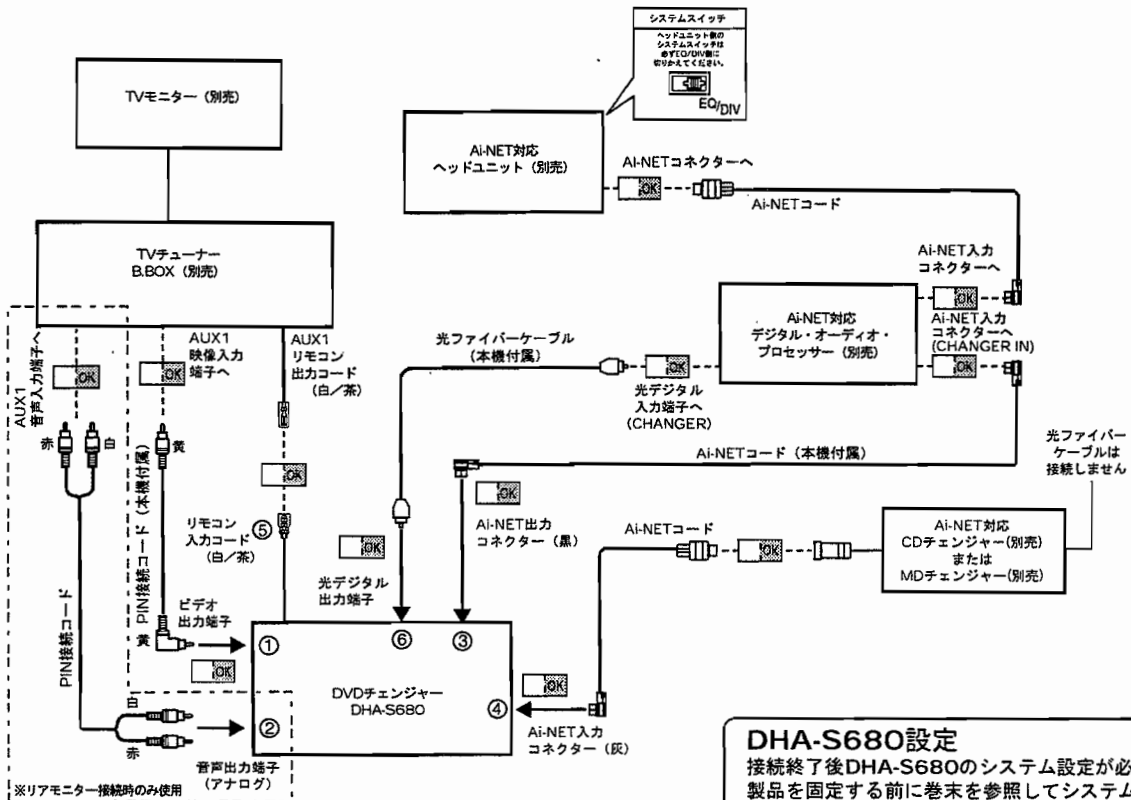 システムスイッチ
ヘッドユニット側の
システムスイッチは
必ずEQ/DIV側に
切りかえてください。
EQ/DIV
TVモニター（別売）
Ai-NET対応
ヘッドユニット（別売）
AI-NETコネクターへ
OK
Ai-NETコード
TVチューナー
B.BOX（別売）
Ai-NET入力
コネクターへ
OK
Ai-NET対応
デジタル・オーディオ・
プロセッサー（別売）
Ai-NET入力
コネクターへ
(CHANGER IN)
OK
光ファイバーケーブル
（本機付属）
OK
光デジタル
入力端子へ
(CHANGER)
AUX1
音声入力端子へ
OK
AUX1
映像入力
端子へ
OK
AUX1
リモコン
出力コード
（白／茶）
赤
白
黄
OK
Ai-NETコード（本機付属）
光ファイバー
ケーブルは
接続しません
PIN接続コード（本機付属）
リモコン ⑤
入力コード
（白／茶）
OK
Ai-NET出力
コネクター（黒）
Ai-NETコード
OK
Ai-NET対応
CDチェンジャー(別売)
または
MDチェンジャー(別売)
OK
光デジタル
出力端子
PIN接続コード
ビデオ
出力端子
黄
OK
①
⑥
③
DVDチェンジャー
DHA-S680
④
OK
Ai-NET入力
コネクター（灰）
白
赤
②
音声出力端子
（アナログ）
※リアモニター接続時のみ使用
DHA-S680設定
接続終了後DHA-S680のシステム設定が必
製品を固定する前に巻末を参照してシステム